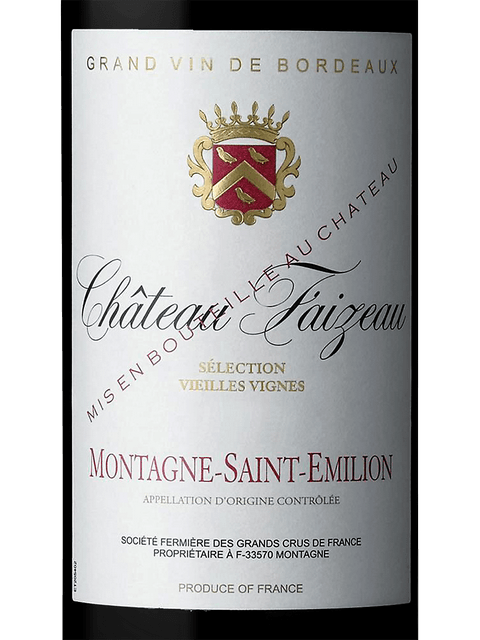 GRAND VIN DE BORDEAUX
MIS EN BOUTEILLE AU CHATEAU
Château Faizeau
SÉLECTION
VIEILLES VIGNES
MONTAGNE-SAINT-EMILION
APPELLATION D'ORIGINE CONTRÔLÉE
SOCIÉTÉ FERMIÈRE DES GRANDS CRUS DE FRANCE
PROPRIÉTAIRE À F-33570 MONTAGNE
PRODUCE OF FRANCE